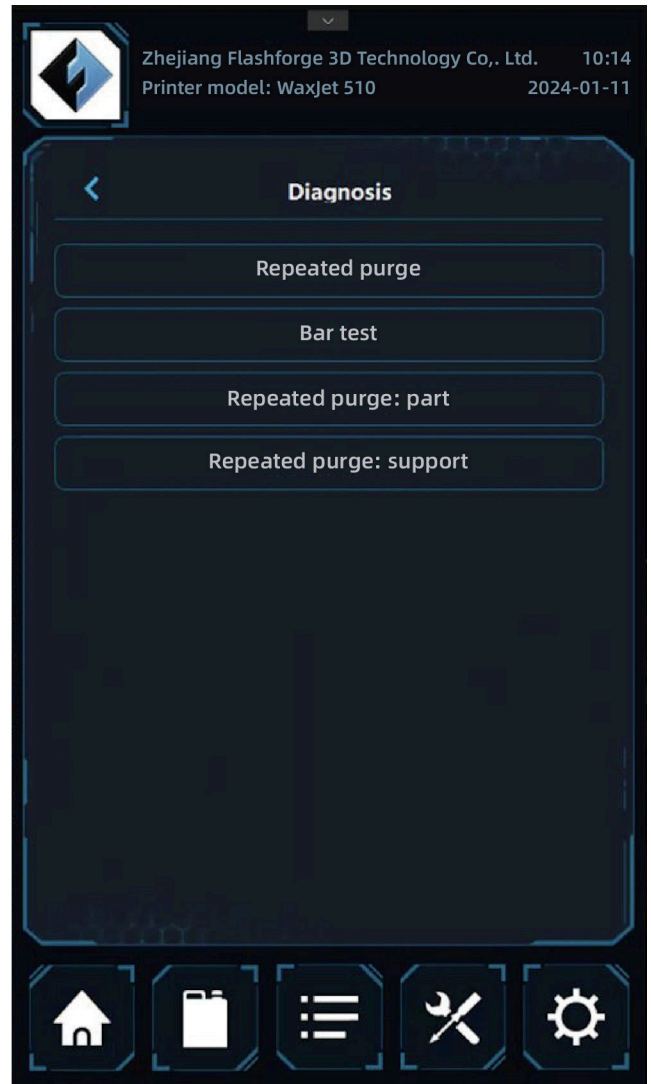 Zhejiang Flashforge 3D Technology Co,. Ltd. 10:14
Printer model: WaxJet 510 2024-01-11
Diagnosis
Repeated purge
Bar test
Repeated purge: part
Repeated purge: support